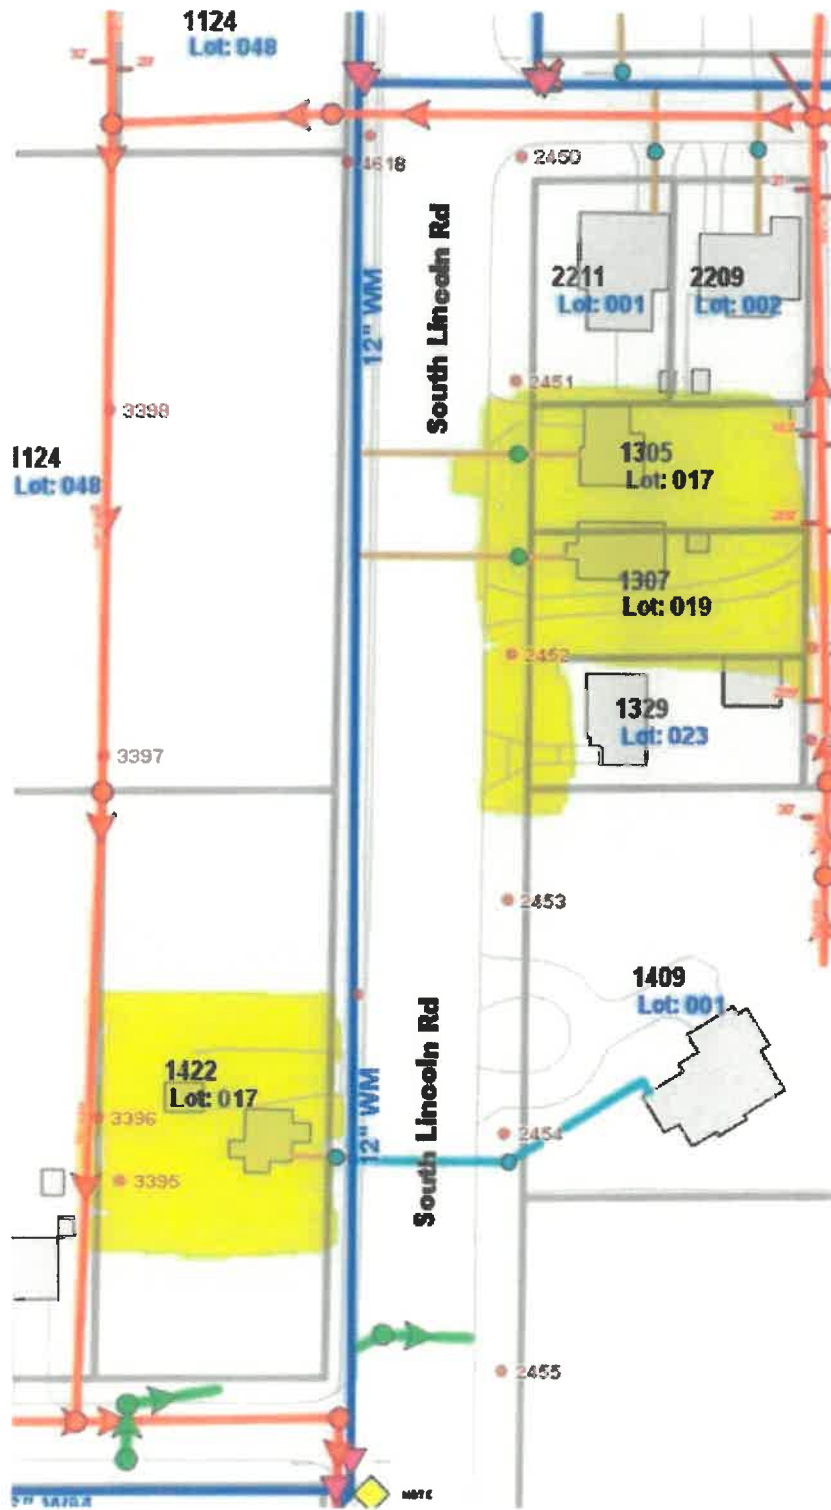 1124
Lot: 048
4618
2450
South Lincoln Rd
12" WM
2211
Lot: 001
2209
Lot: 002
2451
3398
1124
Lot: 048
1305
Lot: 017
1307
Lot: 019
2452
1329
Lot: 023
3397
2453
1409
Lot: 001
South Lincoln Rd
12" WM
1422
Lot: 017
3396
2454
3395
2455
NOTE